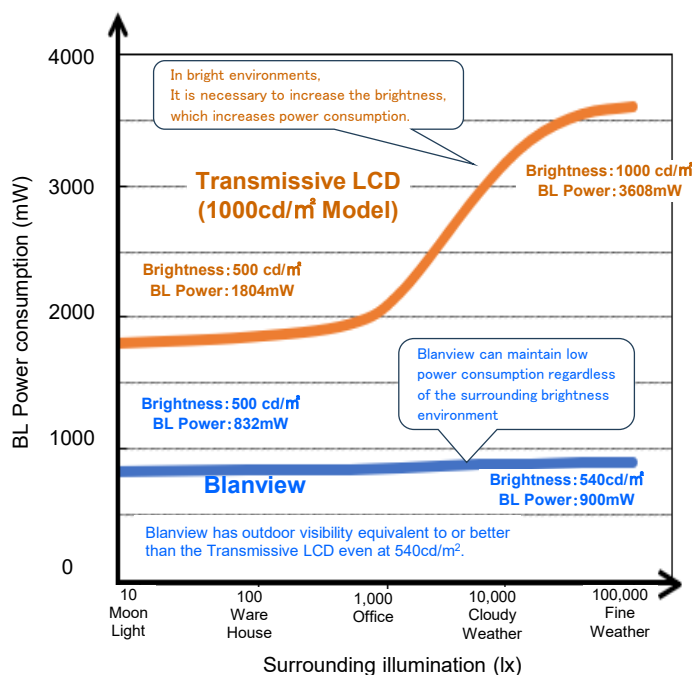 4000
3000
2000
1000
0
BL Power consumption (mW)
In bright environments,
It is necessary to increase the brightness,
which increases power consumption.
Transmissive LCD
(1000cd/㎡ Model)
Brightness：1000 cd/㎡
BL Power：3608mW
Brightness：500 cd/㎡
BL Power：1804mW
Blanview can maintain low
power consumption regardless
of the surrounding brightness
environment
Brightness：500 cd/㎡
BL Power：832mW
Blanview
Brightness：540cd/㎡
BL Power：900mW
Blanview has outdoor visibility equivalent to or better
than the Transmissive LCD even at 540cd/m².
10
Moon
Light
100
Ware
House
1,000
Office
10,000
Cloudy
Weather
100,000
Fine
Weather
Surrounding illumination (lx)